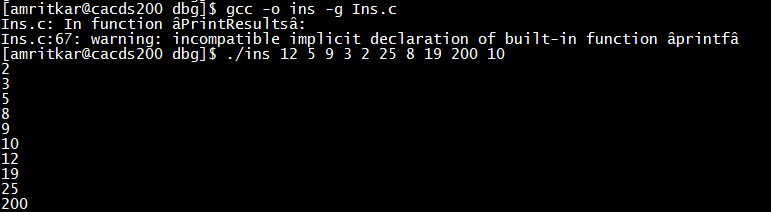 [amritkar@cacds200 dbg]$ gcc -o ins -g Ins.c
Ins.c: In function âPrintResultsâ:
Ins.c:67: warning: incompatible implicit declaration of built-in function âprintfâ
[amritkar@cacds200 dbg]$ ./ins 12 5 9 3 2 25 8 19 200 10
2
3
5
8
9
10
12
19
25
200